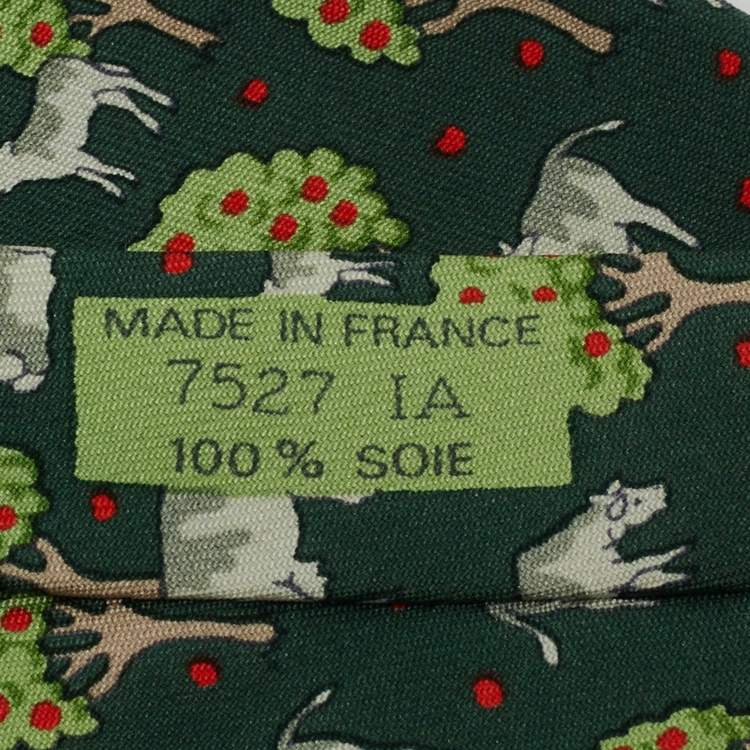 MADE IN FRANCE
7527 IA
100% SOIE